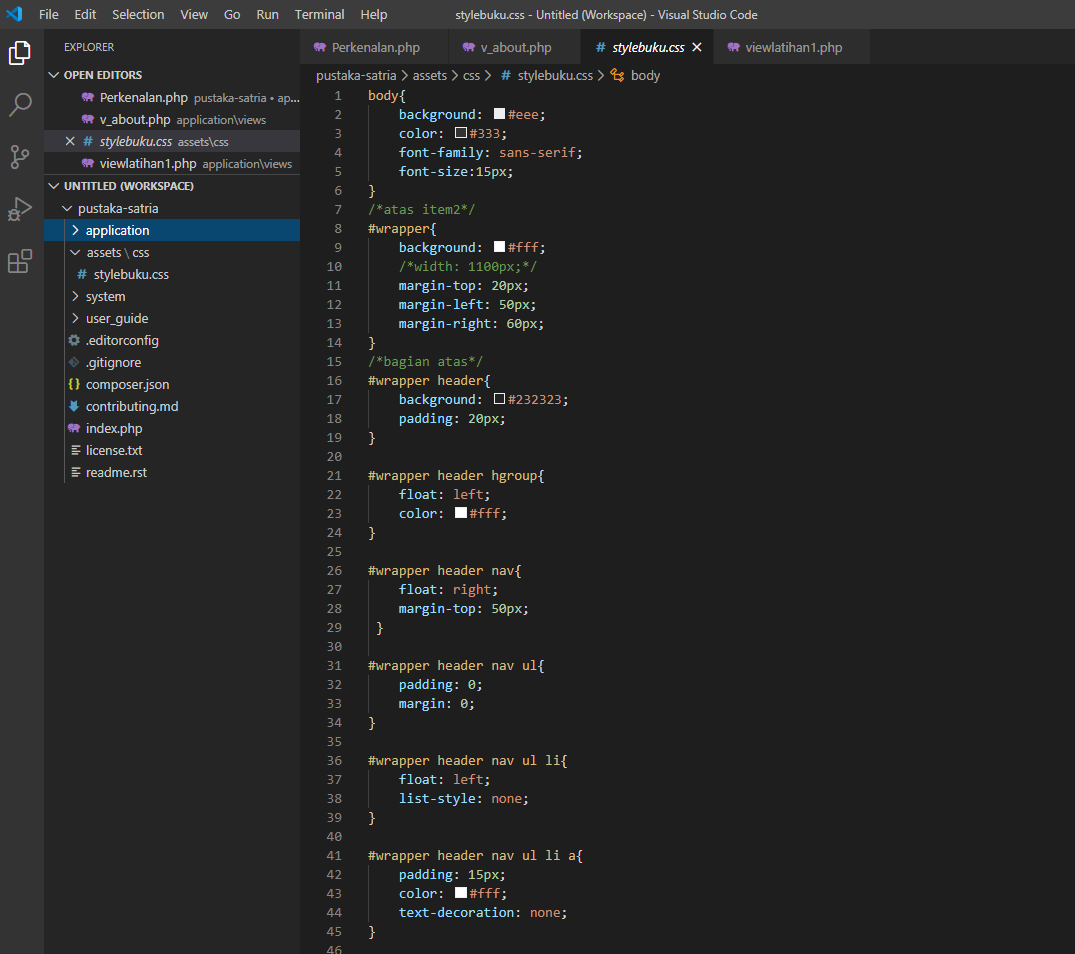 File Edit Selection View Go Run Terminal Help stylebuku.css - Untitled (Workspace) - Visual Studio Code
EXPLORER
OPEN EDITORS
Perkenalan.php pustaka-satria • ap...
v_about.php application\views
# stylebuku.css assets\css
viewlatihan1.php application\views
UNTITLED (WORKSPACE)
pustaka-satria
application
assets \ css
# stylebuku.css
system
user_guide
.editorconfig
.gitignore
{} composer.json
contributing.md
index.php
license.txt
readme.rst
Perkenalan.php v_about.php # stylebuku.css viewlatihan1.php
pustaka-satria > assets > css > # stylebuku.css > body
1 body{
2 background: #eee;
3 color: #333;
4 font-family: sans-serif;
5 font-size:15px;
6 }
7 /*atas item2*/
8 #wrapper{
9 background: #fff;
10 /*width: 1100px;*/
11 margin-top: 20px;
12 margin-left: 50px;
13 margin-right: 60px;
14 }
15 /*bagian atas*/
16 #wrapper header{
17 background: #232323;
18 padding: 20px;
19 }
20
21 #wrapper header hgroup{
22 float: left;
23 color: #fff;
24 }
25
26 #wrapper header nav{
27 float: right;
28 margin-top: 50px;
29 }
30
31 #wrapper header nav ul{
32 padding: 0;
33 margin: 0;
34 }
35
36 #wrapper header nav ul li{
37 float: left;
38 list-style: none;
39 }
40
41 #wrapper header nav ul li a{
42 padding: 15px;
43 color: #fff;
44 text-decoration: none;
45 }
46